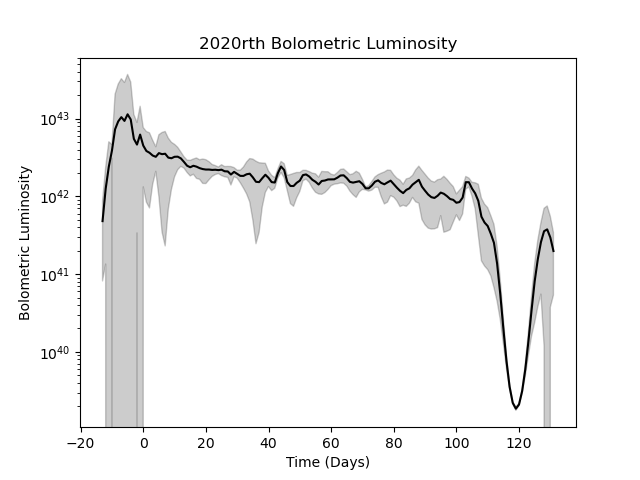 2020rth Bolometric Luminosity
Bolometric Luminosity
10^43
10^42
10^41
10^40
−20 0 20 40 60 80 100 120
Time (Days)